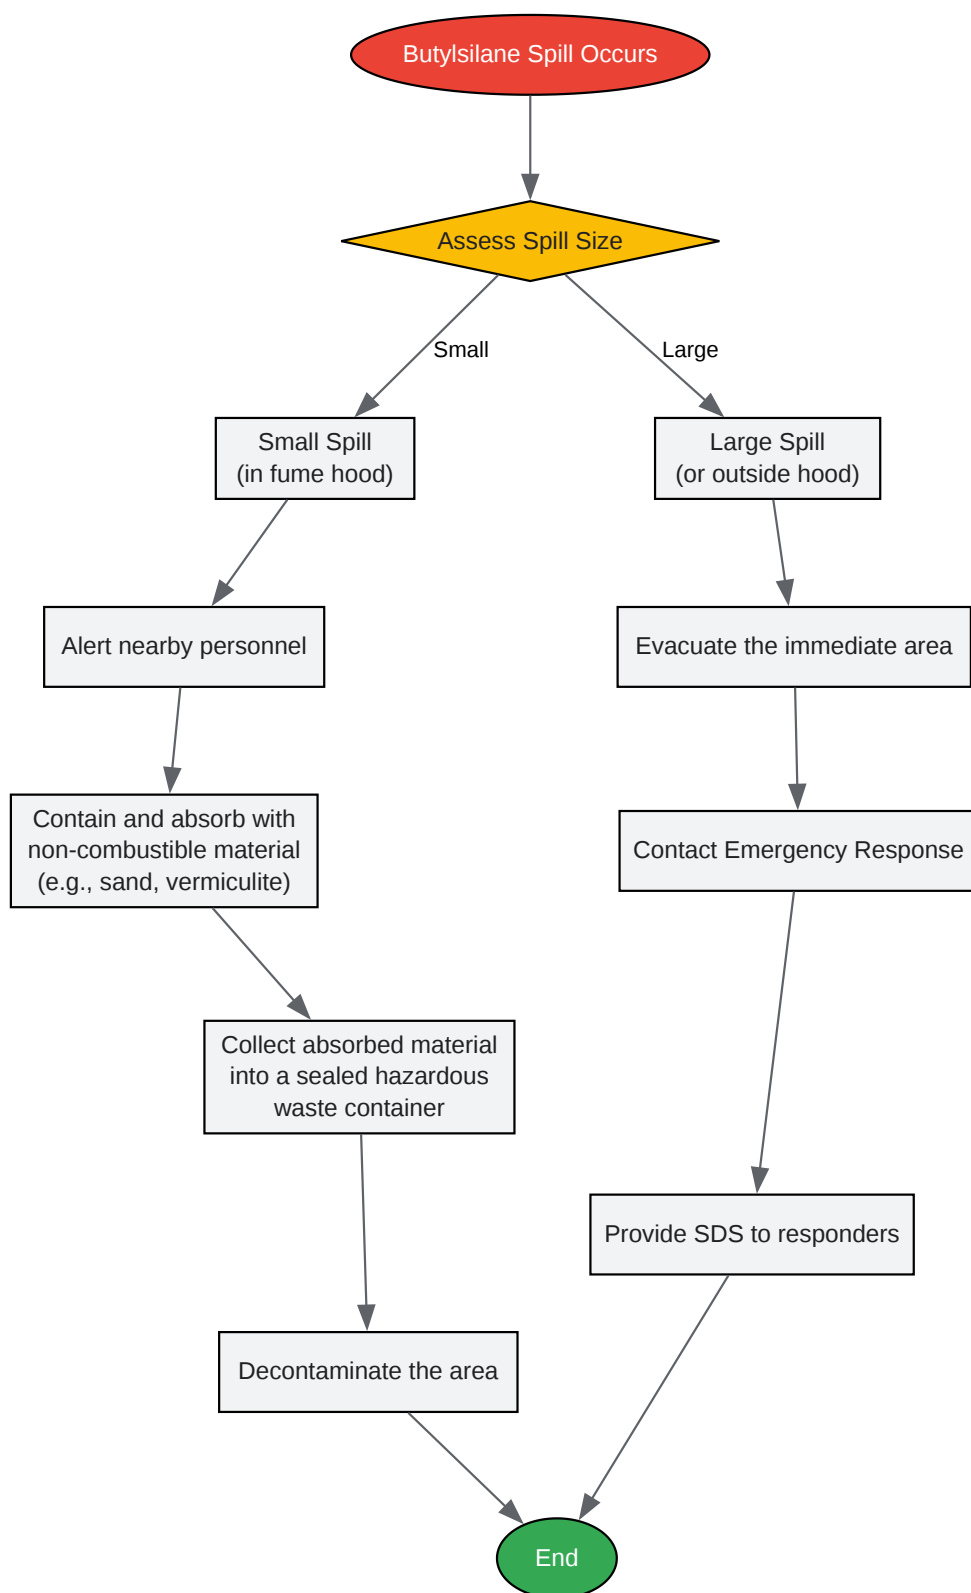 Butylsilane Spill Occurs
Assess Spill Size
Small
Large
Small Spill
(in fume hood)
Large Spill
(or outside hood)
Alert nearby personnel
Evacuate the immediate area
Contain and absorb with
non-combustible material
(e.g., sand, vermiculite)
Contact Emergency Response
Collect absorbed material
into a sealed hazardous
waste container
Provide SDS to responders
Decontaminate the area
End